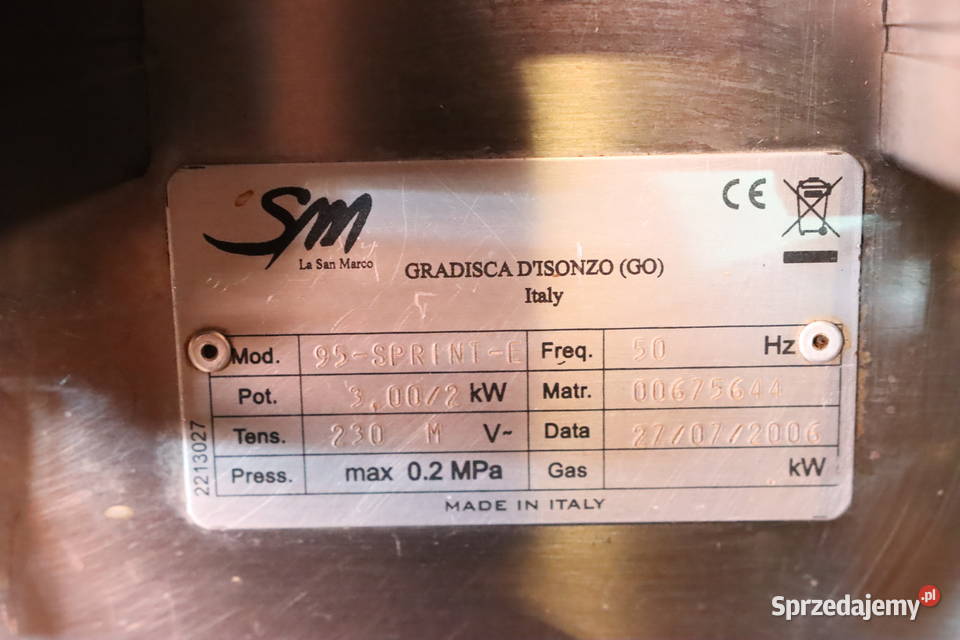 SM
La San Marco
CE
GRADISCA D'ISONZO (GO)
Italy
Mod. 95-SPRINT-E Freq. 50 Hz
Pot. 3,00/2 kW Matr. 00675644
Tens. 230 M V~ Data 27/07/2006
Press. max 0.2 MPa Gas kW
2213027
MADE IN ITALY
Sprzedajemy.pl